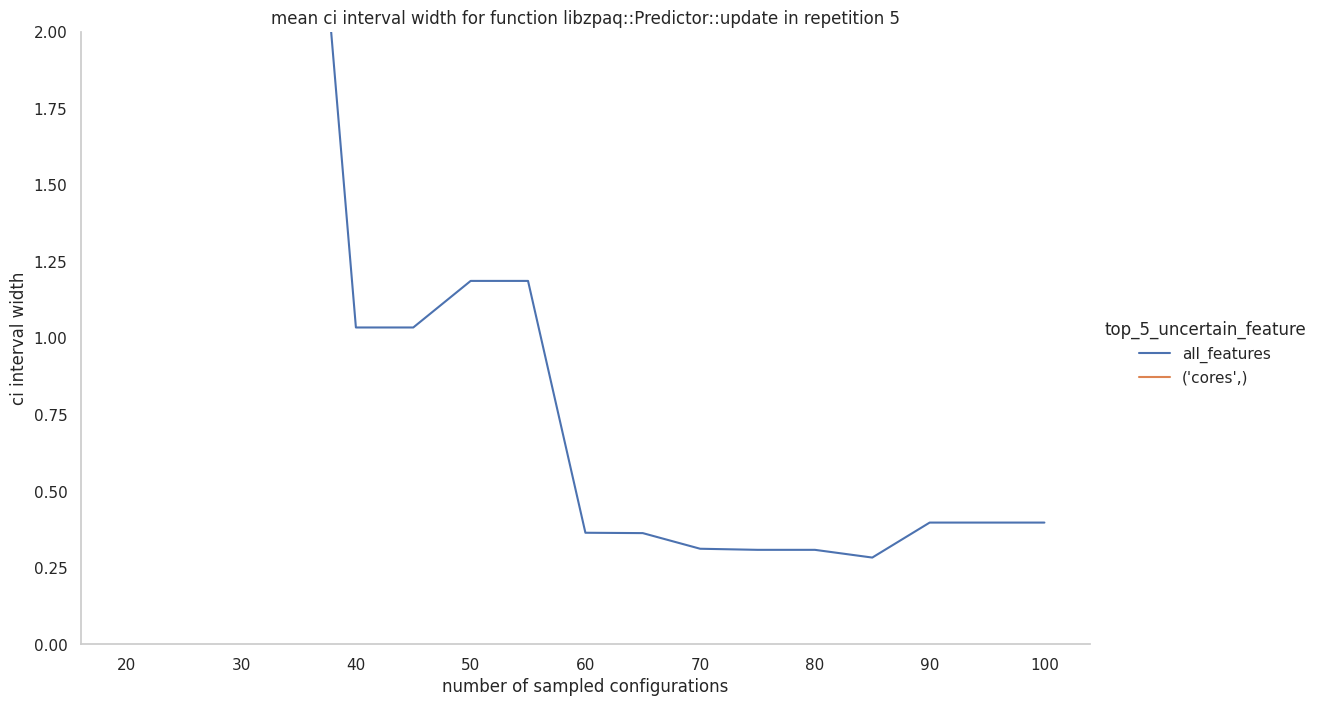 mean ci interval width for function libzpaq::Predictor::update in repetition 5
2.00
1.75
1.50
1.25
1.00
0.75
0.50
0.25
0.00
ci interval width
20 30 40 50 60 70 80 90 100
number of sampled configurations
top_5_uncertain_feature
all_features
('cores',)